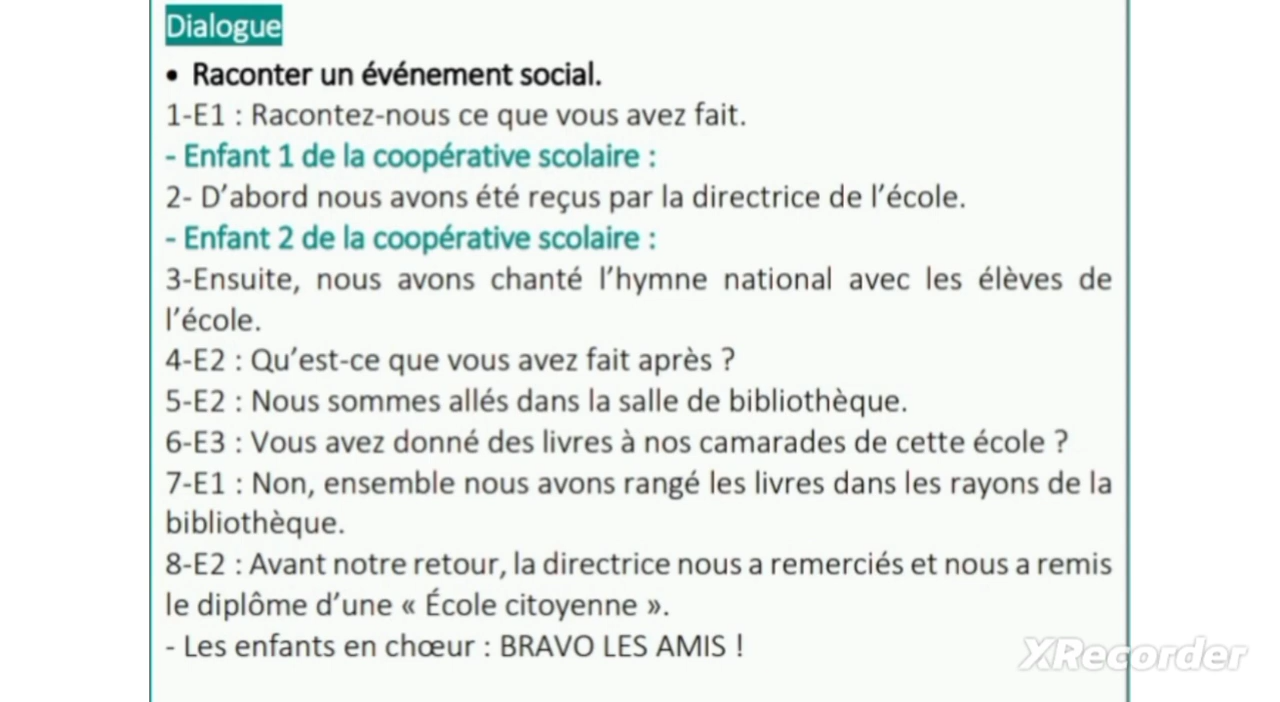 Dialogue
• Raconter un événement social.
1-E1 : Racontez-nous ce que vous avez fait.
- Enfant 1 de la coopérative scolaire :
2- D’abord nous avons été reçus par la directrice de l’école.
- Enfant 2 de la coopérative scolaire :
3-Ensuite, nous avons chanté l’hymne national avec les élèves de
l’école.
4-E2 : Qu’est-ce que vous avez fait après ?
5-E2 : Nous sommes allés dans la salle de bibliothèque.
6-E3 : Vous avez donné des livres à nos camarades de cette école ?
7-E1 : Non, ensemble nous avons rangé les livres dans les rayons de la
bibliothèque.
8-E2 : Avant notre retour, la directrice nous a remerciés et nous a remis
le diplôme d’une « École citoyenne ».
- Les enfants en chœur : BRAVO LES AMIS !
XRecorder